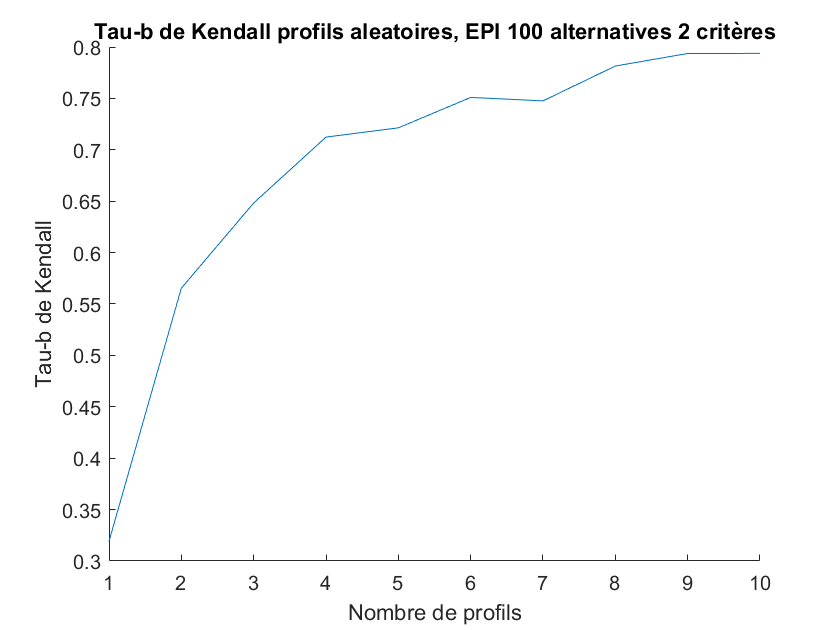 Tau-b de Kendall profils aleatoires, EPI 100 alternatives 2 critères
0.8
0.75
0.7
0.65
0.6
0.55
0.5
0.45
0.4
0.35
0.3
Tau-b de Kendall
1 2 3 4 5 6 7 8 9 10
Nombre de profils